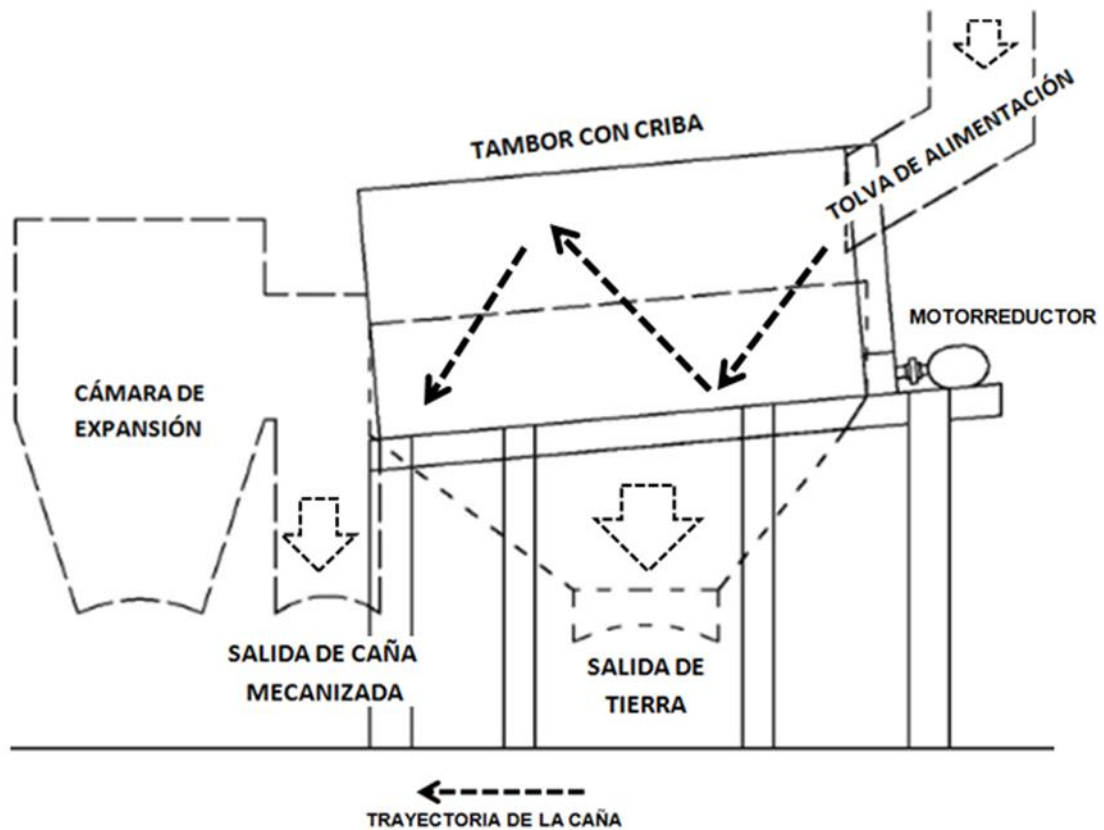 TAMBOR CON CRIBA
TOLVA DE ALIMENTACIÓN
MOTORREDUCTOR
CÁMARA DE
EXPANSIÓN
SALIDA DE CAÑA
MECANIZADA
SALIDA DE
TIERRA
TRAYECTORIA DE LA CAÑA